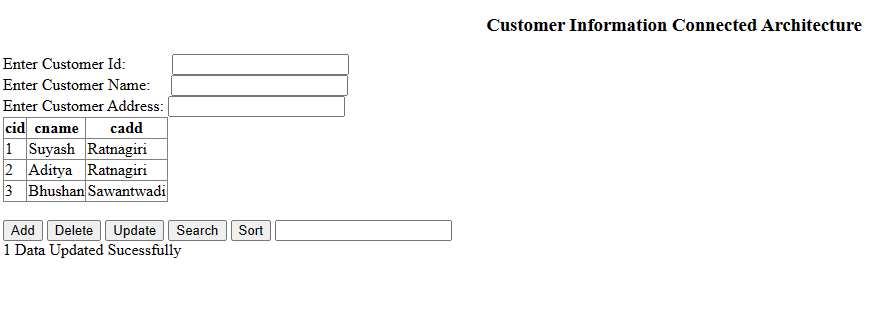 Customer Information Connected Architecture
Enter Customer Id:
Enter Customer Name:
Enter Customer Address:
cid cname cadd
1 Suyash Ratnagiri
2 Aditya Ratnagiri
3 Bhushan Sawantwadi
Add Delete Update Search Sort
1 Data Updated Sucessfully